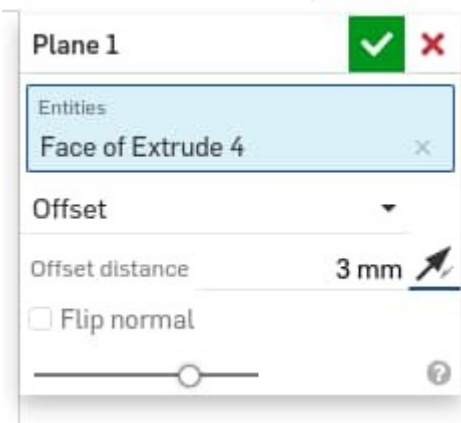 Plane 1
Entities
Face of Extrude 4
Offset
Offset distance 3 mm
Flip normal